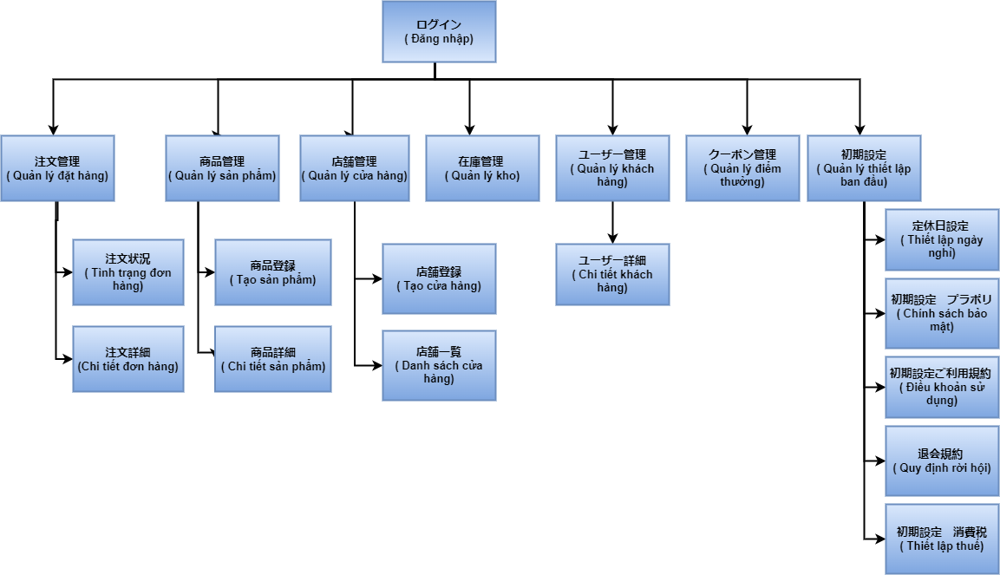 ログイン
( Đăng nhập)
注文管理
( Quản lý đặt hàng)
商品管理
( Quản lý sản phẩm)
店舗管理
( Quản lý cửa hàng)
在庫管理
( Quản lý kho)
ユーザー管理
( Quản lý khách
hàng)
クーポン管理
( Quản lý điểm
thưởng)
初期設定
( Quản lý thiết lập
ban đầu)
注文状況
( Tình trạng đơn
hàng)
注文詳細
(Chi tiết đơn hàng)
商品登録
( Tạo sản phẩm)
商品詳細
( Chi tiết sản phẩm)
店舗登録
( Tạo cửa hàng)
店舗一覧
( Danh sách cửa
hàng)
ユーザー詳細
( Chi tiết khách
hàng)
定休日設定
( Thiết lập ngày
nghỉ)
初期設定　プラポリ
( Chính sách bảo
mật)
初期設定ご利用規約
( Điều khoản sử
dụng)
退会規約
( Quy định rời hội)
初期設定　消費税
( Thiết lập thuế)